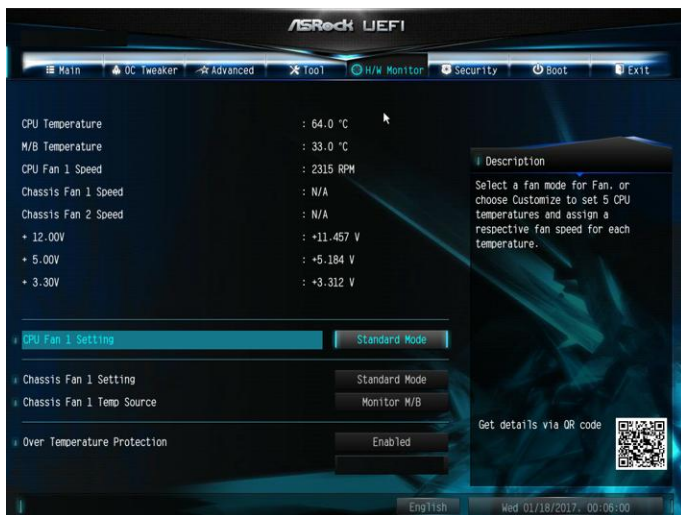 ASRock UEFI
Main OC Tweaker Advanced Tool H/W Monitor Security Boot Exit
CPU Temperature : 64.0 °C
M/B Temperature : 33.0 °C
CPU Fan 1 Speed : 2315 RPM
Chassis Fan 1 Speed : N/A
Chassis Fan 2 Speed : N/A
+ 12.00V : +11.457 V
+ 5.00V : +5.184 V
+ 3.30V : +3.312 V
CPU Fan 1 Setting Standard Mode
Chassis Fan 1 Setting Standard Mode
Chassis Fan 1 Temp Source Monitor M/B
Over Temperature Protection Enabled
Description
Select a fan mode for Fan, or
choose Customize to set 5 CPU
temperatures and assign a
respective fan speed for each
temperature.
Get details via QR code
English Wed 01/18/2017. 00:06:00